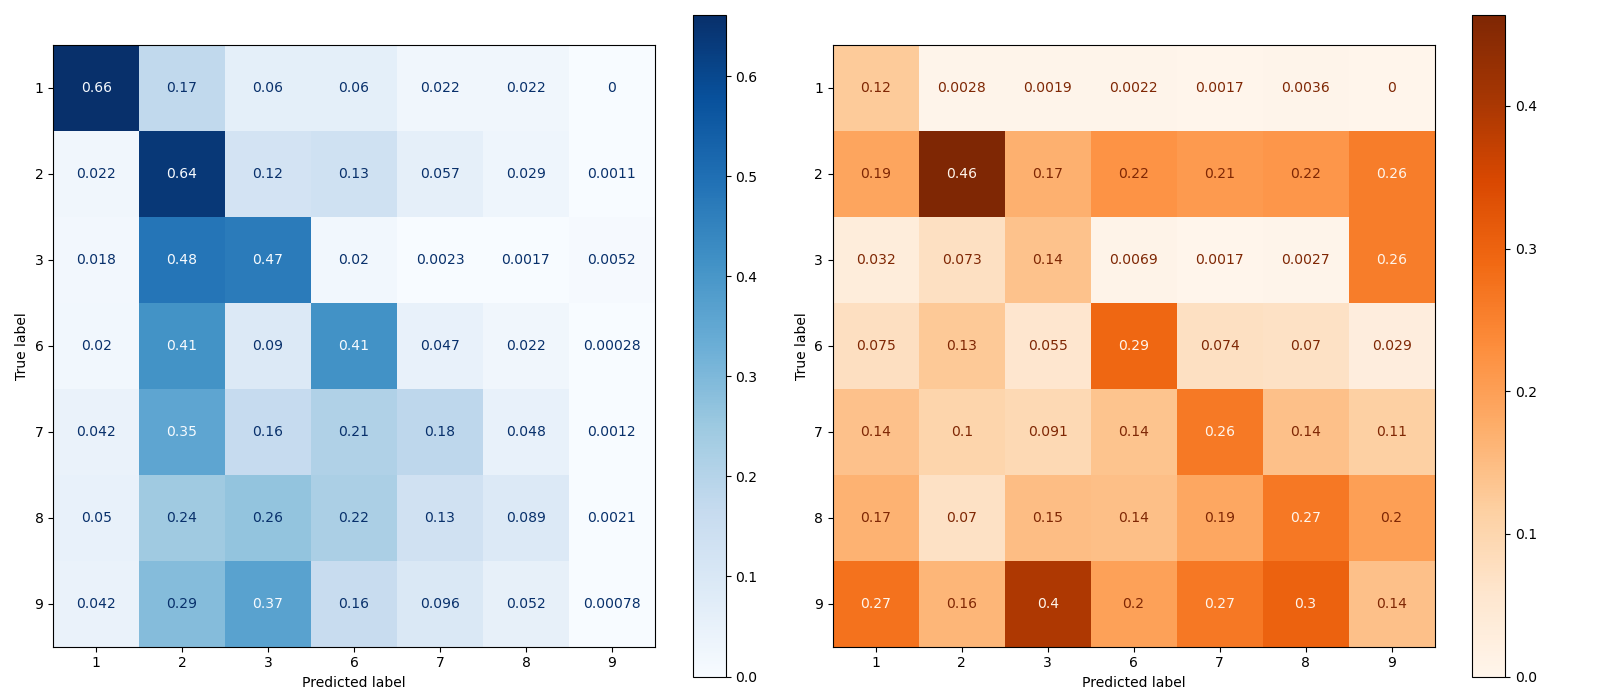 1 0.66 0.17 0.06 0.06 0.022 0.022 0
2 0.022 0.64 0.12 0.13 0.057 0.029 0.0011
3 0.018 0.48 0.47 0.02 0.0023 0.0017 0.0052
6 0.02 0.41 0.09 0.41 0.047 0.022 0.00028
7 0.042 0.35 0.16 0.21 0.18 0.048 0.0012
8 0.05 0.24 0.26 0.22 0.13 0.089 0.0021
9 0.042 0.29 0.37 0.16 0.096 0.052 0.00078
1 2 3 6 7 8 9
True label
Predicted label
0.6
0.5
0.4
0.3
0.2
0.1
0.0
1 0.12 0.0028 0.0019 0.0022 0.0017 0.0036 0
2 0.19 0.46 0.17 0.22 0.21 0.22 0.26
3 0.032 0.073 0.14 0.0069 0.0017 0.0027 0.26
6 0.075 0.13 0.055 0.29 0.074 0.07 0.029
7 0.14 0.1 0.091 0.14 0.26 0.14 0.11
8 0.17 0.07 0.15 0.14 0.19 0.27 0.2
9 0.27 0.16 0.4 0.2 0.27 0.3 0.14
1 2 3 6 7 8 9
True label
Predicted label
0.4
0.3
0.2
0.1
0.0